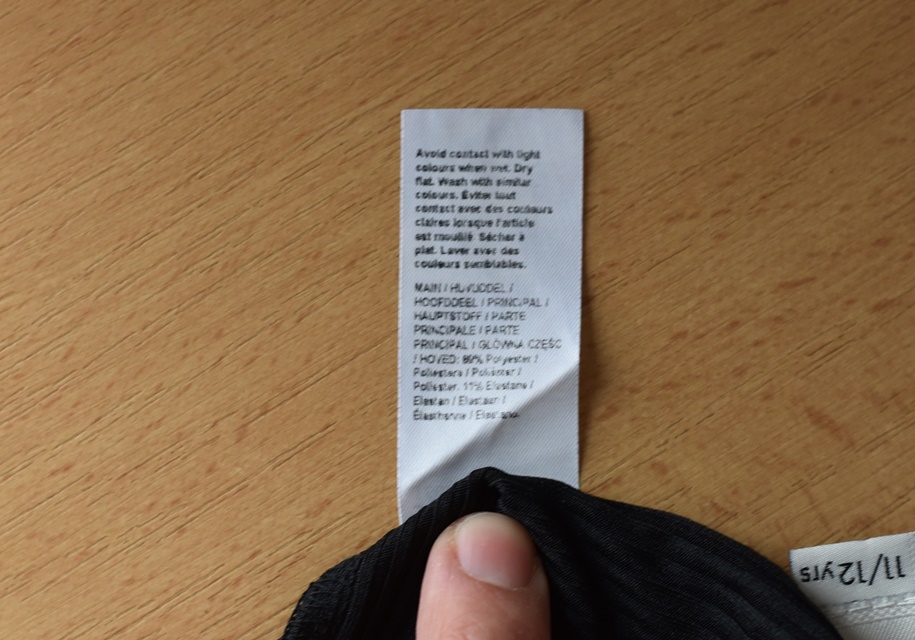 Avoid contact with light
colours when wet. Dry
flat. Wash with similar
colours. Éviter tout
contact avec des couleurs
claires lorsque l'article
est mouillé. Sécher à
plat. Laver avec des
couleurs semblables.
MAIN / HUVUDDEL /
HOOFDDEEL / PRINCIPAL /
HAUPTSTOFF / PARTE
PRINCIPALE / PARTE
PRINCIPAL / GŁÓWNA CZĘŚĆ
/ HOVED: 89% Polyester /
Poliestere / Poliéster /
Poliester. 11% Elastane /
Elastan / Elastaan /
Élasthanne / Elastano.
11/12yrs